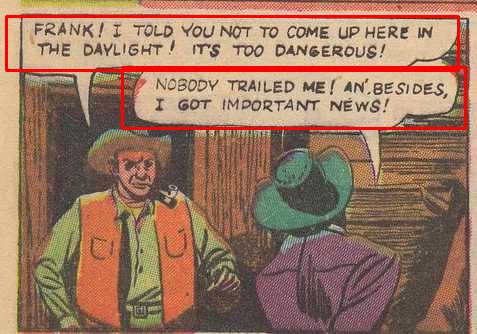 FRANK! I TOLD YOU NOT TO COME UP HERE IN
THE DAYLIGHT! IT'S TOO DANGEROUS!
NOBODY TRAILED ME! AN'. BESIDES,
I GOT IMPORTANT NEWS!